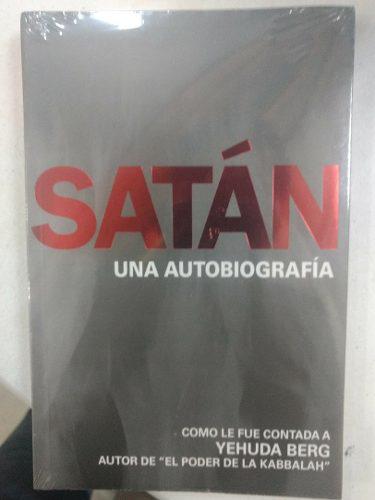 SATÁN
UNA AUTOBIOGRAFÍA
COMO LE FUE CONTADA A
YEHUDA BERG
AUTOR DE "EL PODER DE LA KABBALAH"